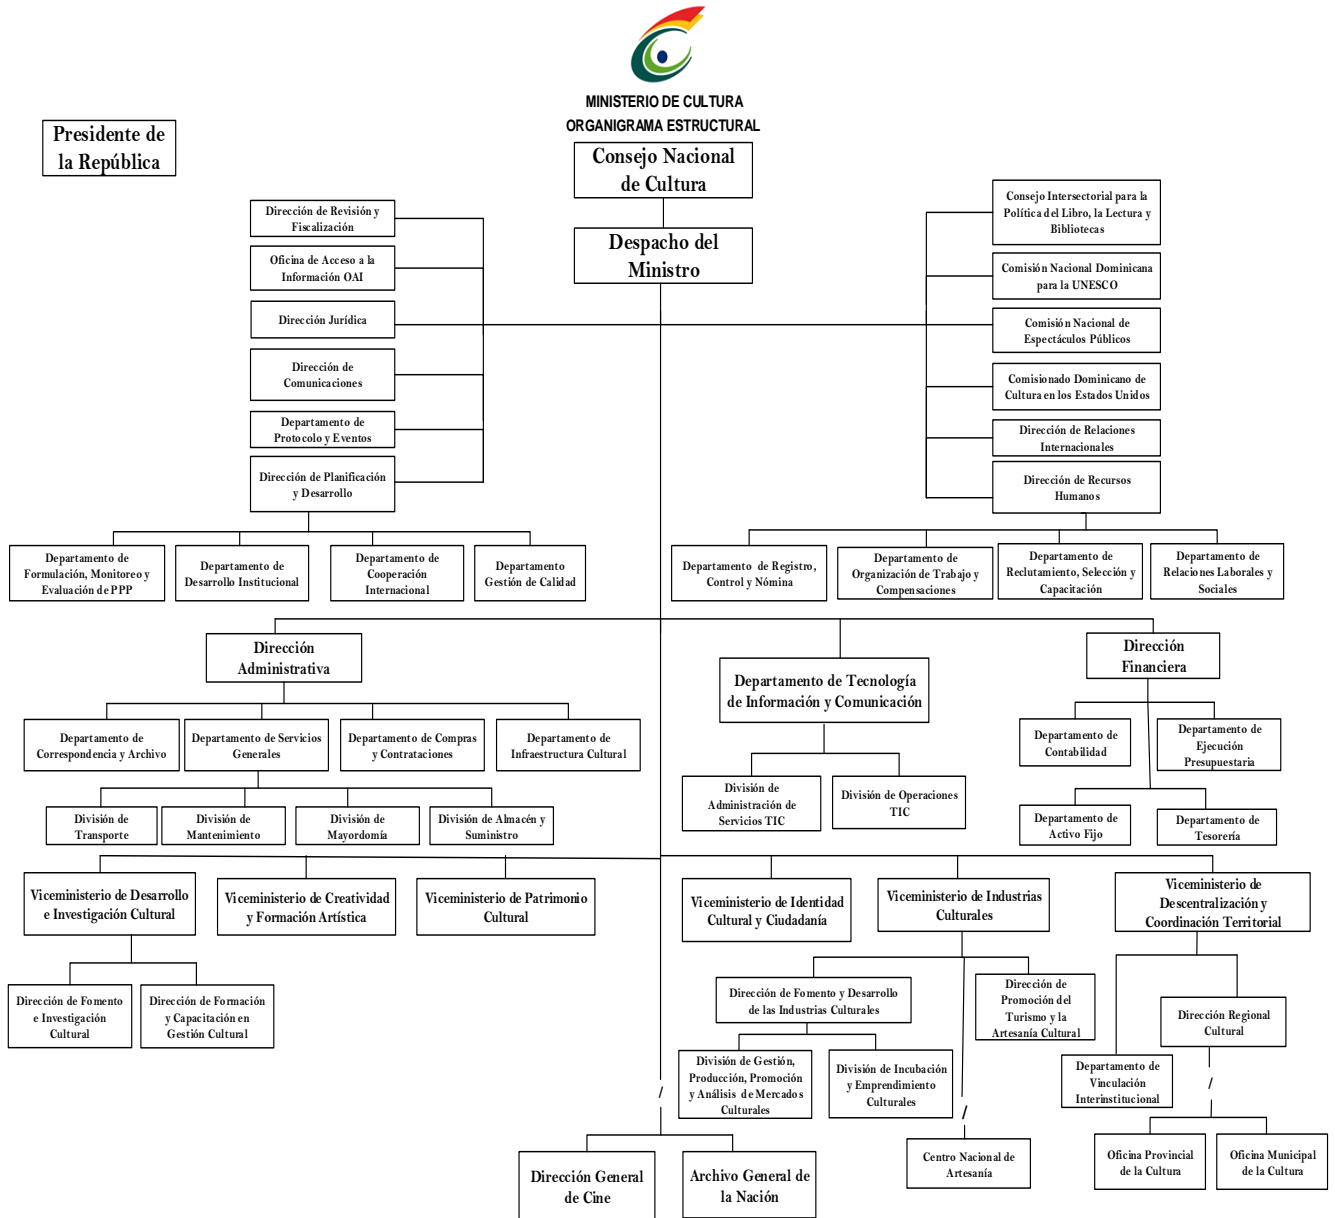 MINISTERIO DE CULTURA
ORGANIGRAMA ESTRUCTURAL
Presidente de
la República
Consejo Nacional
de Cultura
Despacho del
Ministro
Dirección de Revisión y
Fiscalización
Oficina de Acceso a la
Información OAI
Dirección Jurídica
Dirección de
Comunicaciones
Departamento de
Protocolo y Eventos
Dirección de Planificación
y Desarrollo
Consejo Intersectorial para la
Política del Libro, la Lectura y
Bibliotecas
Comisión Nacional Dominicana
para la UNESCO
Comisión Nacional de
Espectáculos Públicos
Comisionado Dominicano de
Cultura en los Estados Unidos
Dirección de Relaciones
Internacionales
Dirección de Recursos
Humanos
Departamento de
Formulación, Monitoreo y
Evaluación de PPP
Departamento de
Desarrollo Institucional
Departamento de
Cooperación
Internacional
Departamento
Gestión de Calidad
Departamento de Registro,
Control y Nómina
Departamento de
Organización de Trabajo y
Compensaciones
Departamento de
Reclutamiento, Selección y
Capacitación
Departamento de
Relaciones Laborales y
Sociales
Dirección
Administrativa
Departamento de Tecnología
de Información y Comunicación
Dirección
Financiera
Departamento de
Correspondencia y Archivo
Departamento de Servicios
Generales
Departamento de Compras
y Contrataciones
Departamento de
Infraestructura Cultural
Departamento de
Contabilidad
Departamento de
Ejecución
Presupuestaria
División de
Transporte
División de
Mantenimiento
División de
Mayordomía
División de Almacén y
Suministro
División de
Administración de
Servicios TIC
División de Operaciones
TIC
Departamento de
Activo Fijo
Departamento de
Tesorería
Viceministerio de Desarrollo
e Investigación Cultural
Viceministerio de Creatividad
y Formación Artística
Viceministerio de Patrimonio
Cultural
Viceministerio de Identidad
Cultural y Ciudadanía
Viceministerio de Industrias
Culturales
Viceministerio de
Descentralización y
Coordinación Territorial
Dirección de Fomento
e Investigación
Cultural
Dirección de Formación
y Capacitación en
Gestión Cultural
Dirección de Fomento y Desarrollo
de las Industrias Culturales
Dirección de
Promoción del
Turismo y la
Artesanía Cultural
Dirección Regional
Cultural
División de Gestión,
Producción, Promoción
y Análisis de Mercados
Culturales
División de Incubación
y Emprendimiento
Culturales
Departamento de
Vinculación
Interinstitucional
Dirección General
de Cine
Archivo General de
la Nación
Centro Nacional de
Artesanía
Oficina Provincial
de la Cultura
Oficina Municipal
de la Cultura